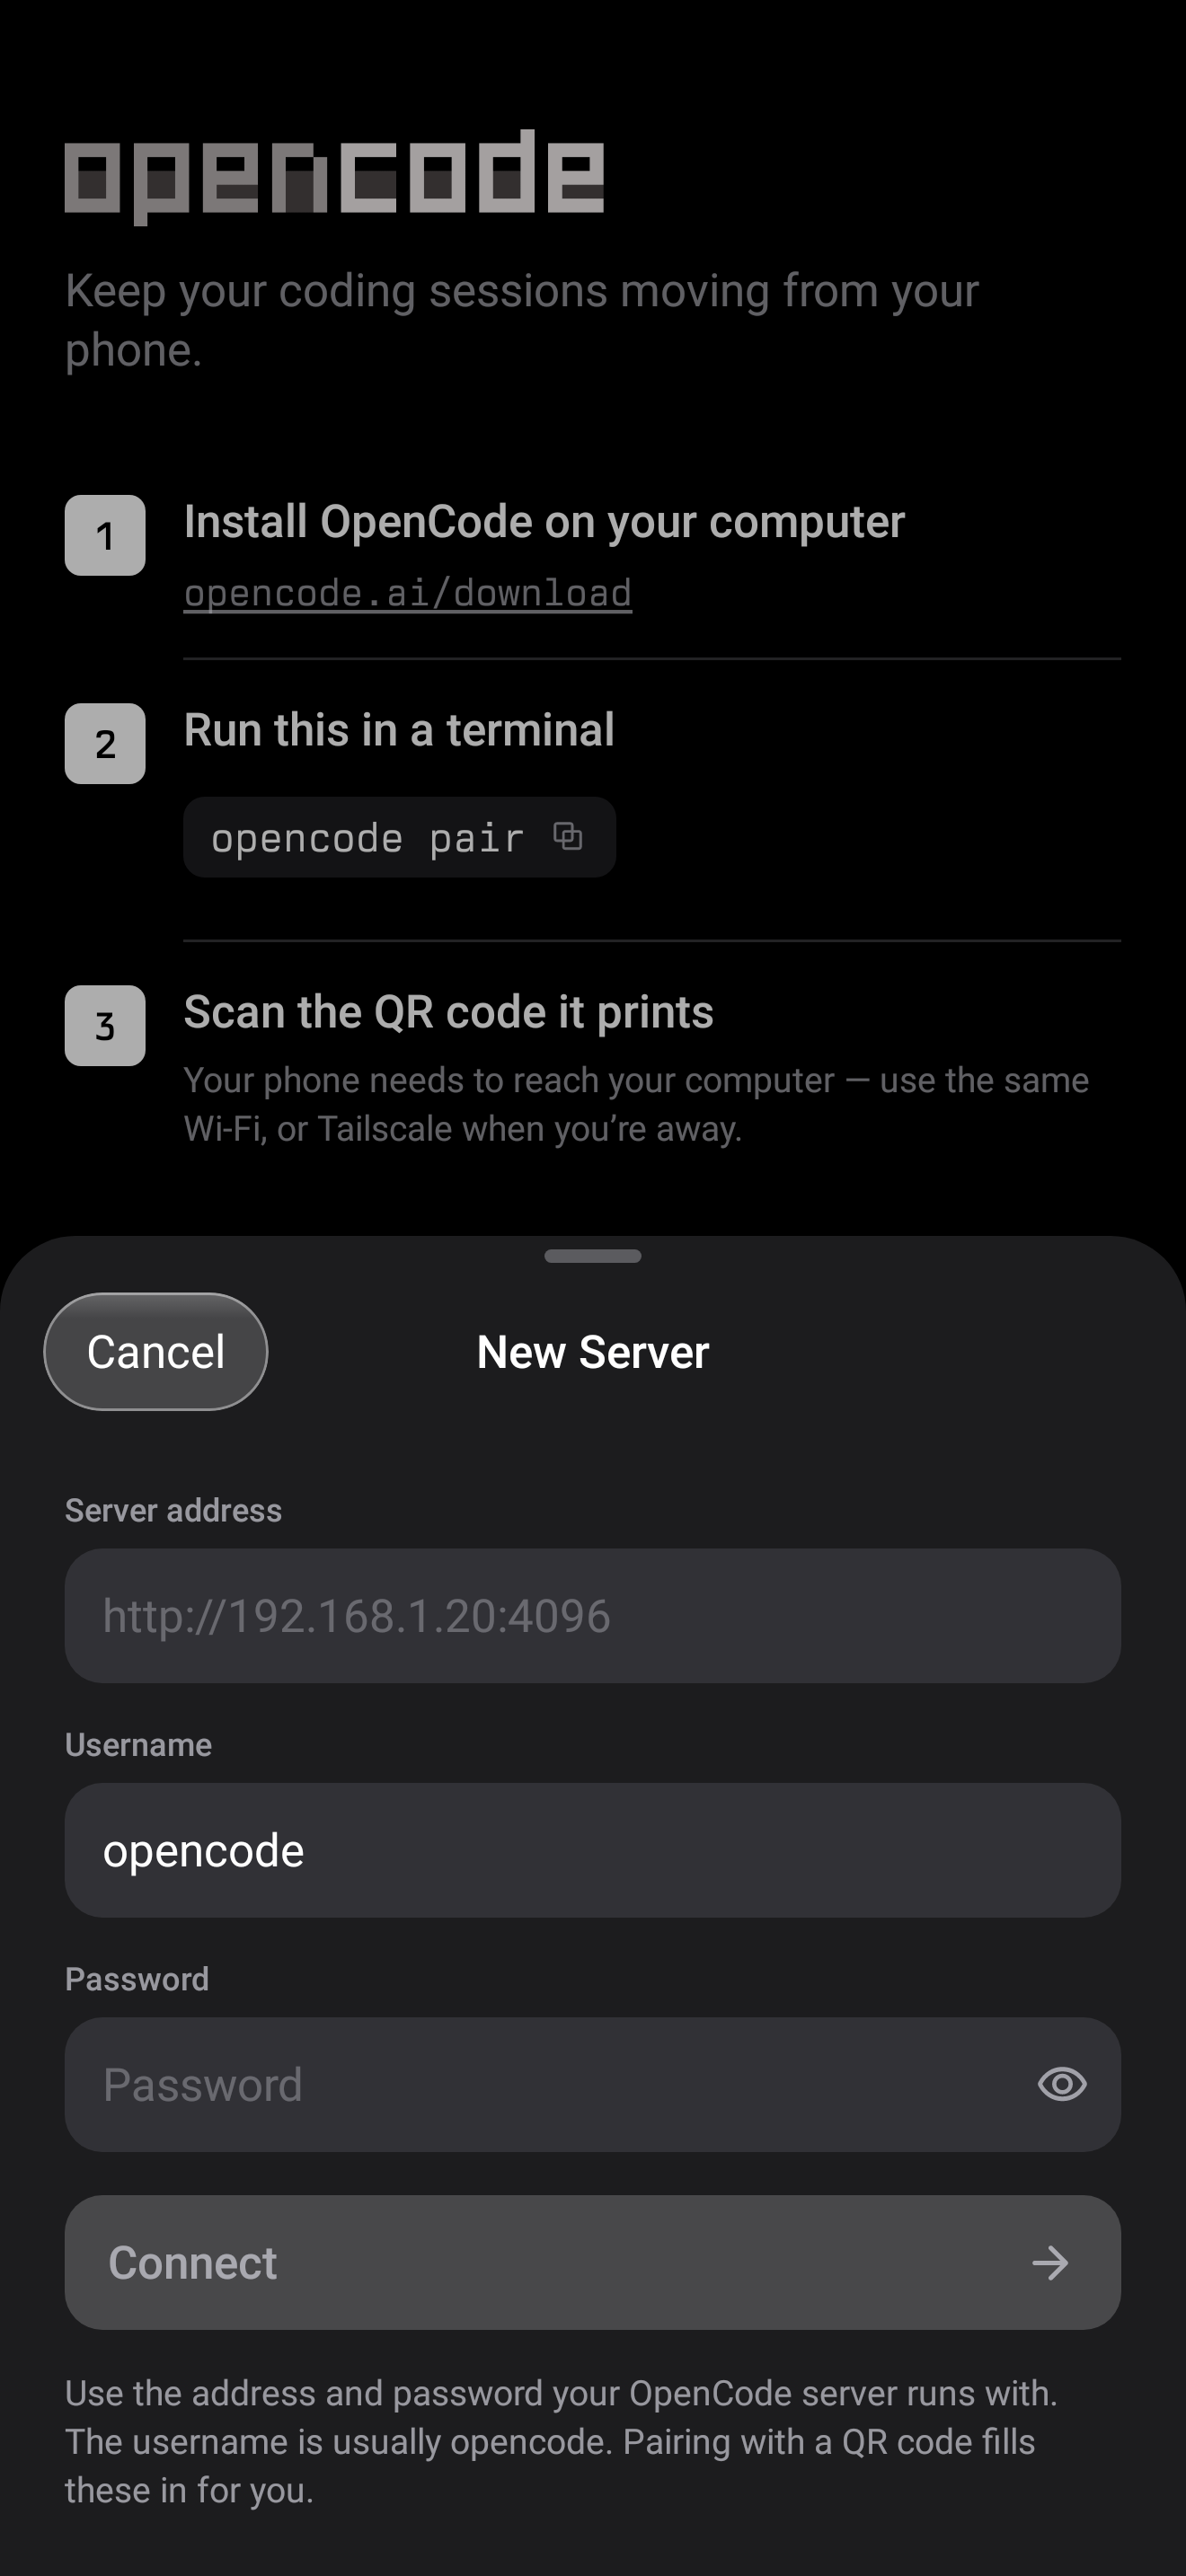 opencode
Keep your coding sessions moving from your
phone.
1
Install OpenCode on your computer
opencode.ai/download
2
Run this in a terminal
opencode pair
3
Scan the QR code it prints
Your phone needs to reach your computer — use the same
Wi-Fi, or Tailscale when you’re away.
Cancel
New Server
Server address
http://192.168.1.20:4096
Username
opencode
Password
Password
Connect
Use the address and password your OpenCode server runs with.
The username is usually opencode. Pairing with a QR code fills
these in for you.